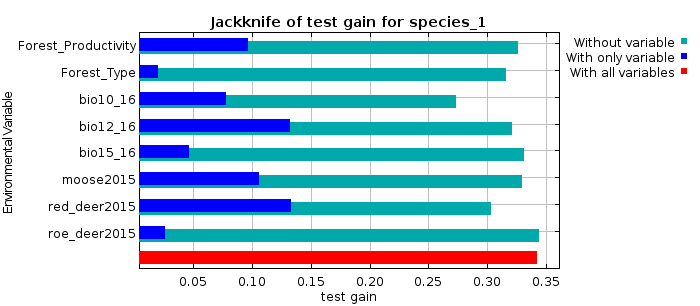 Jackknife of test gain for species_1
Environmental Variable
Forest_Productivity
Forest_Type
bio10_16
bio12_16
bio15_16
moose2015
red_deer2015
roe_deer2015
Without variable
With only variable
With all variables
0.05 0.10 0.15 0.20 0.25 0.30 0.35
test gain